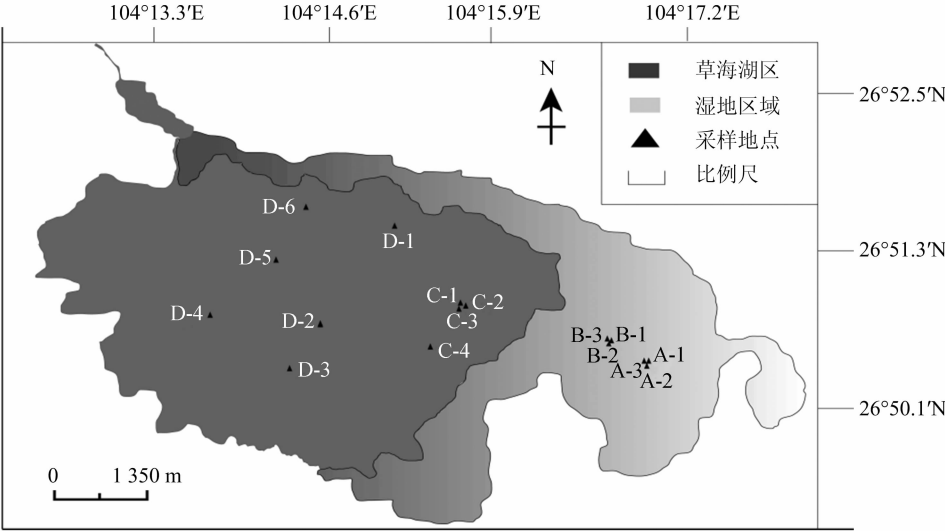 104°13.3′E 104°14.6′E 104°15.9′E 104°17.2′E
N
草海湖区
湿地区域
采样地点
比例尺
26°52.5′N
26°51.3′N
26°50.1′N
D-6
D-1
D-5
C-1 C-2
C-3
D-4
D-2
C-4
D-3
B-3 B-1
B-2
A-1
A-3
A-2
0 1 350 m